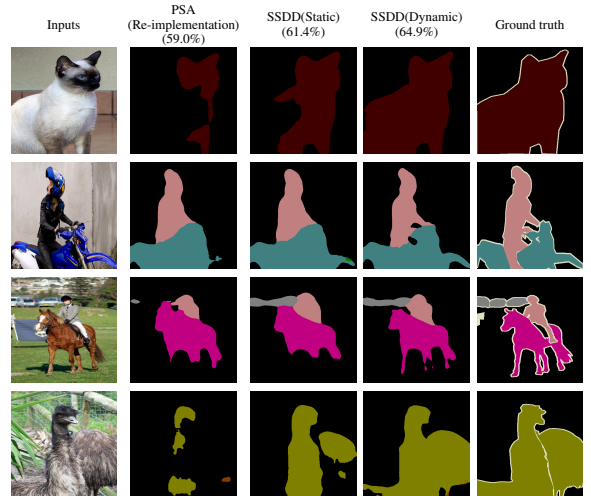 Inputs
PSA
(Re-implementation)
(59.0%)
SSDD(Static)
(61.4%)
SSDD(Dynamic)
(64.9%)
Ground truth